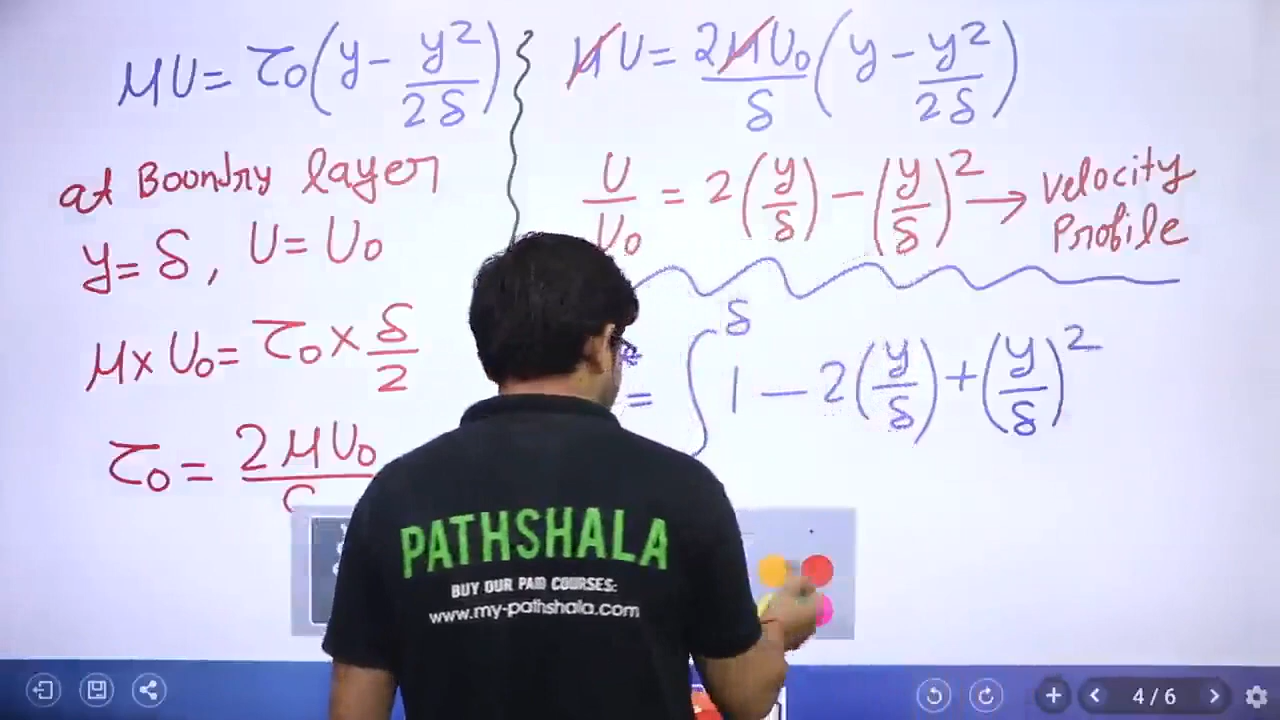 μU = τ₀(y - y²/2δ)
at Boundry layer
y = δ, U = U₀
μ × U₀ = τ₀ × δ/2
τ₀ = 2μU₀
μU = 2μU₀/δ (y - y²/2δ)
U/U₀ = 2(y/δ) - (y/δ)² → Velocity
Profile
= ∫ δ 1 - 2(y/δ) + (y/δ)²
PATHSHALA
BUY OUR PAID COURSES:
www.my-pathshala.com
4 / 6